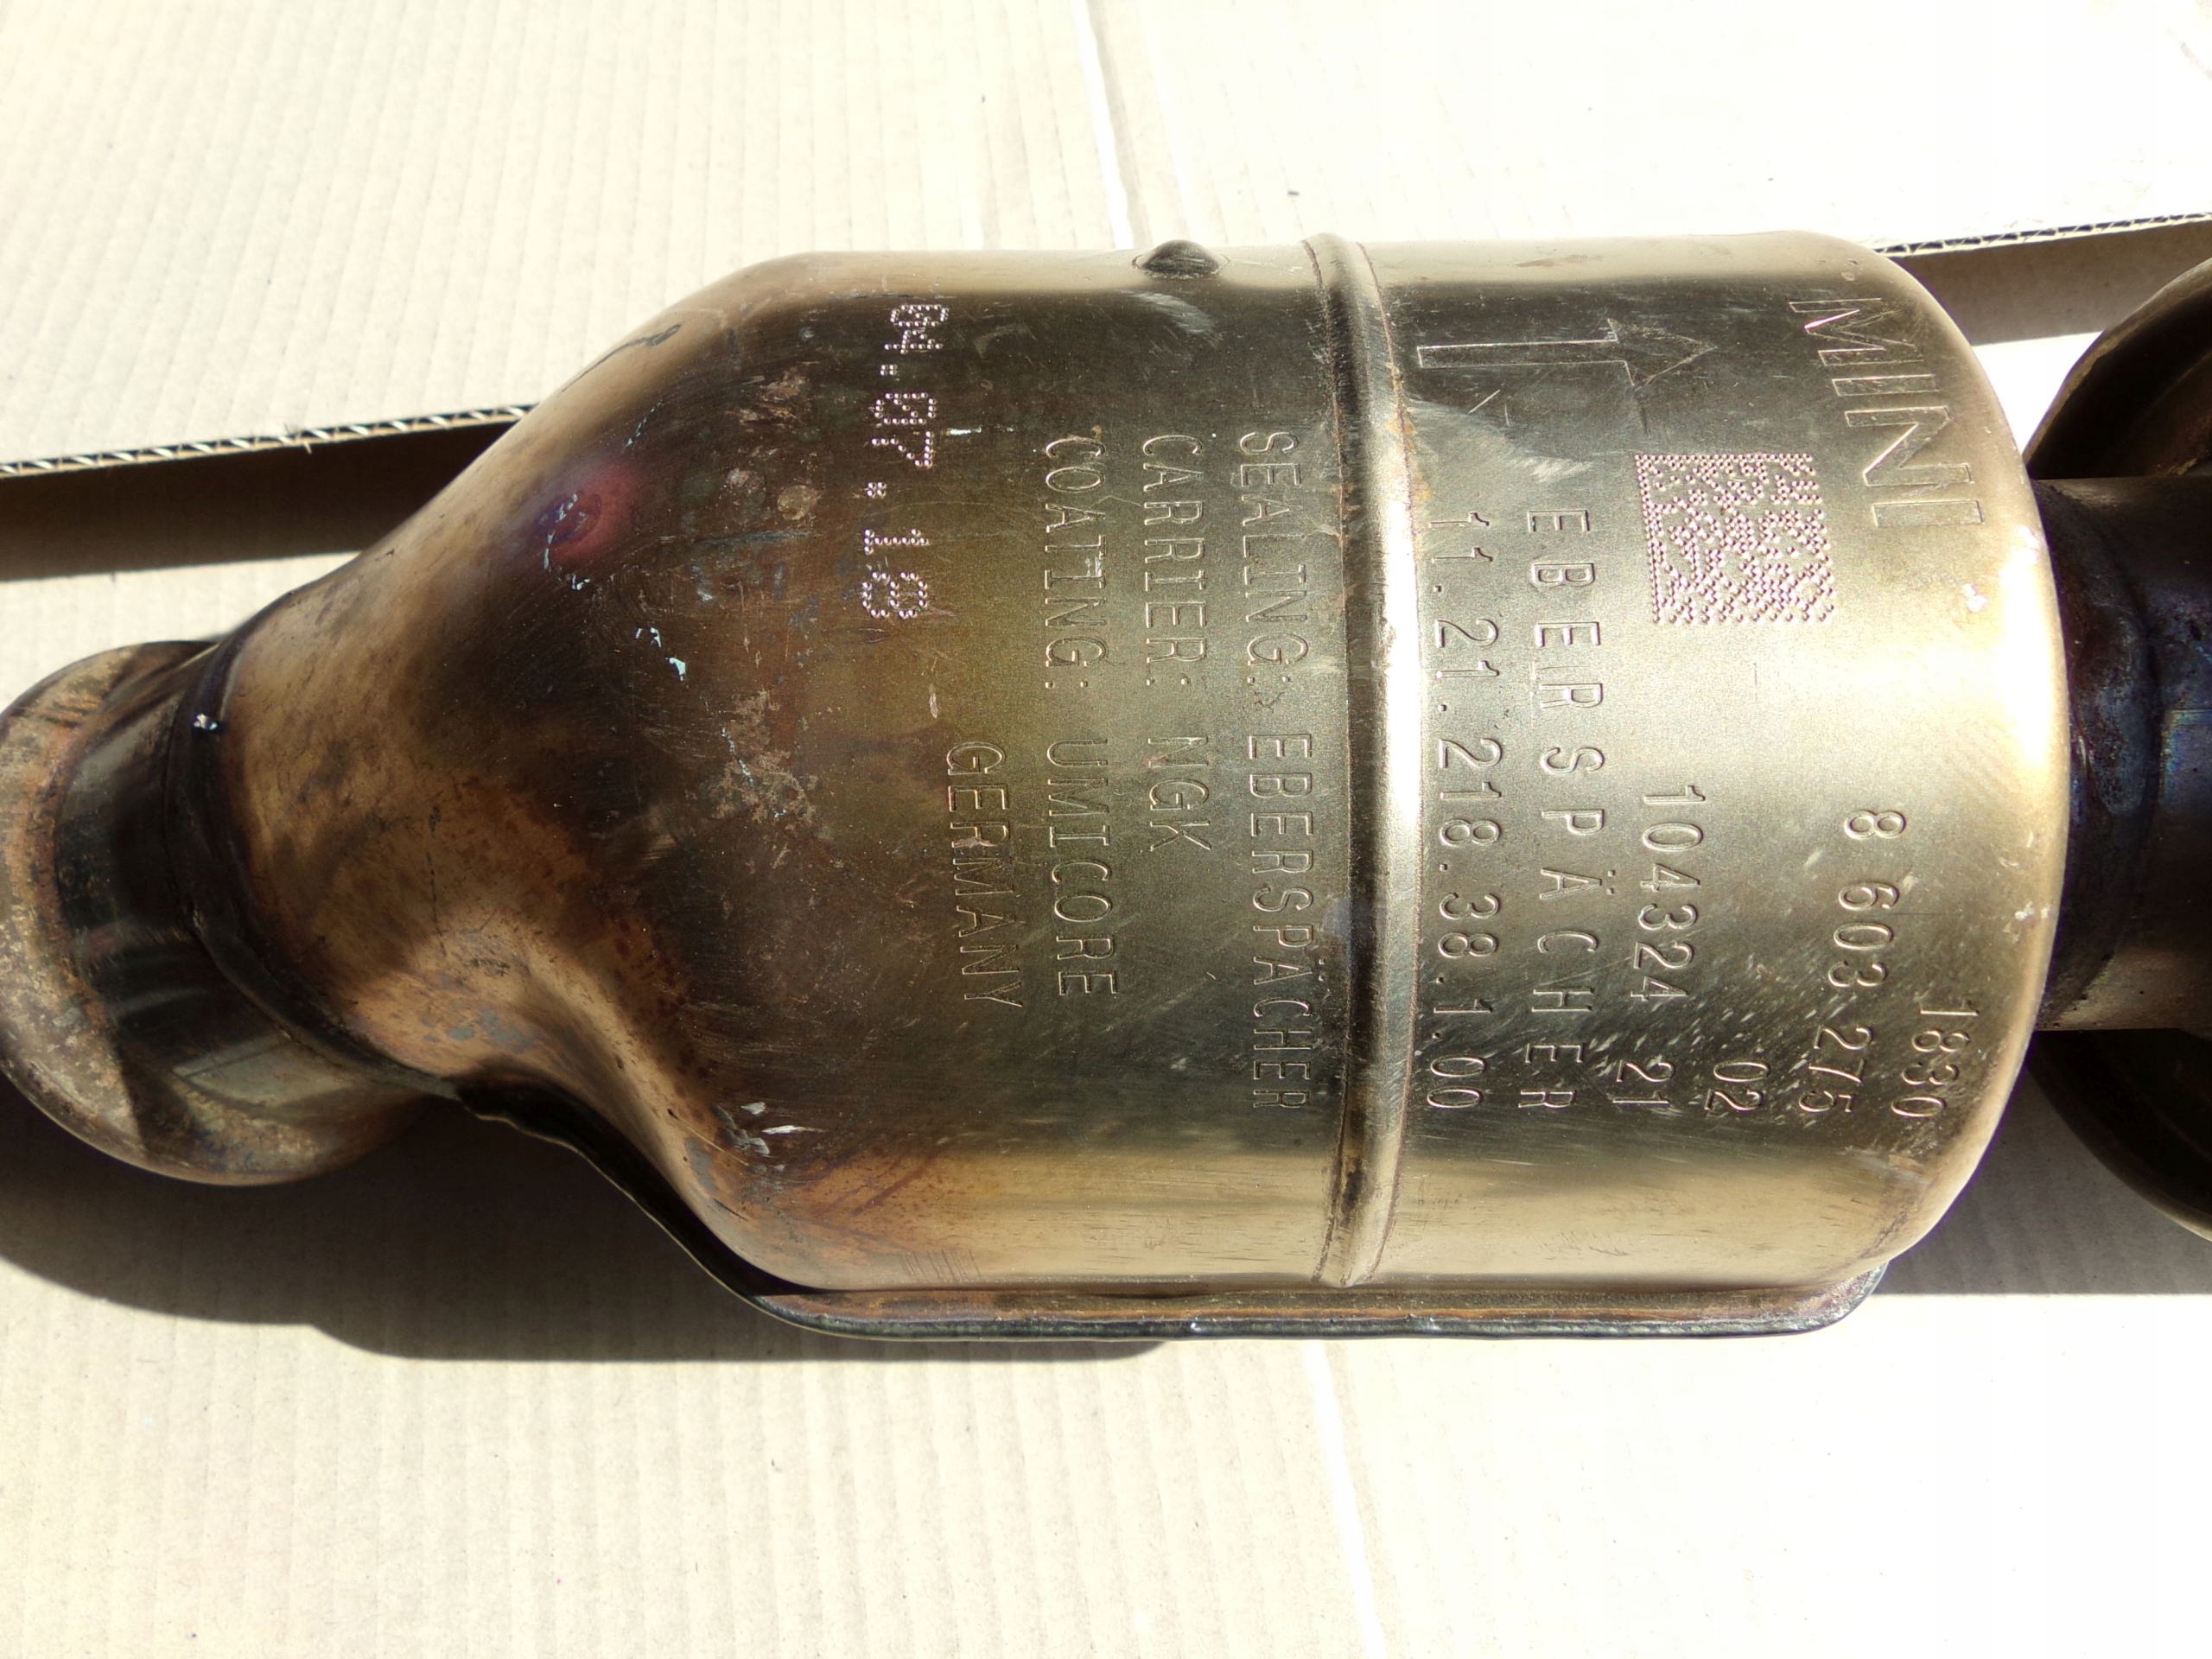 MINI
1830
8 603 275
02
104324 21
EBERSPÄCHER
11.21.218.38.1.00
SEALING: EBERSPÄCHER
CARRIER: NGK
COATING: UMICORE
GERMANY
04.07.18